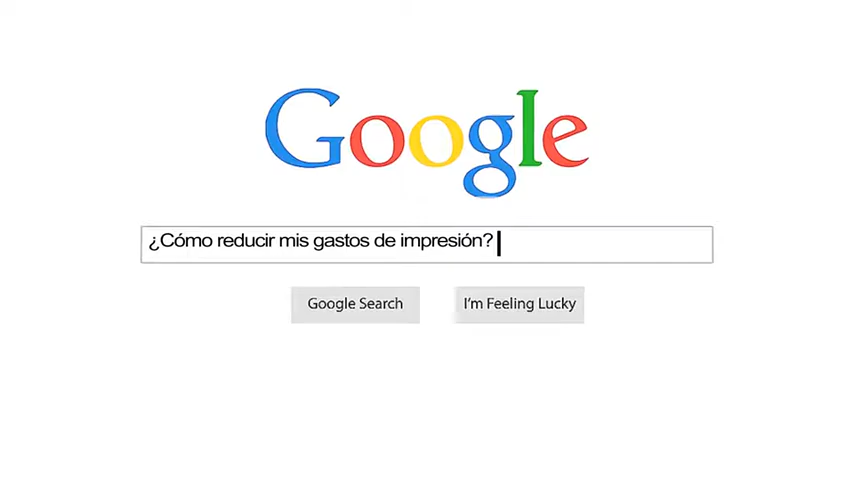 Google
¿Cómo reducir mis gastos de impresión?
Google Search
I'm Feeling Lucky